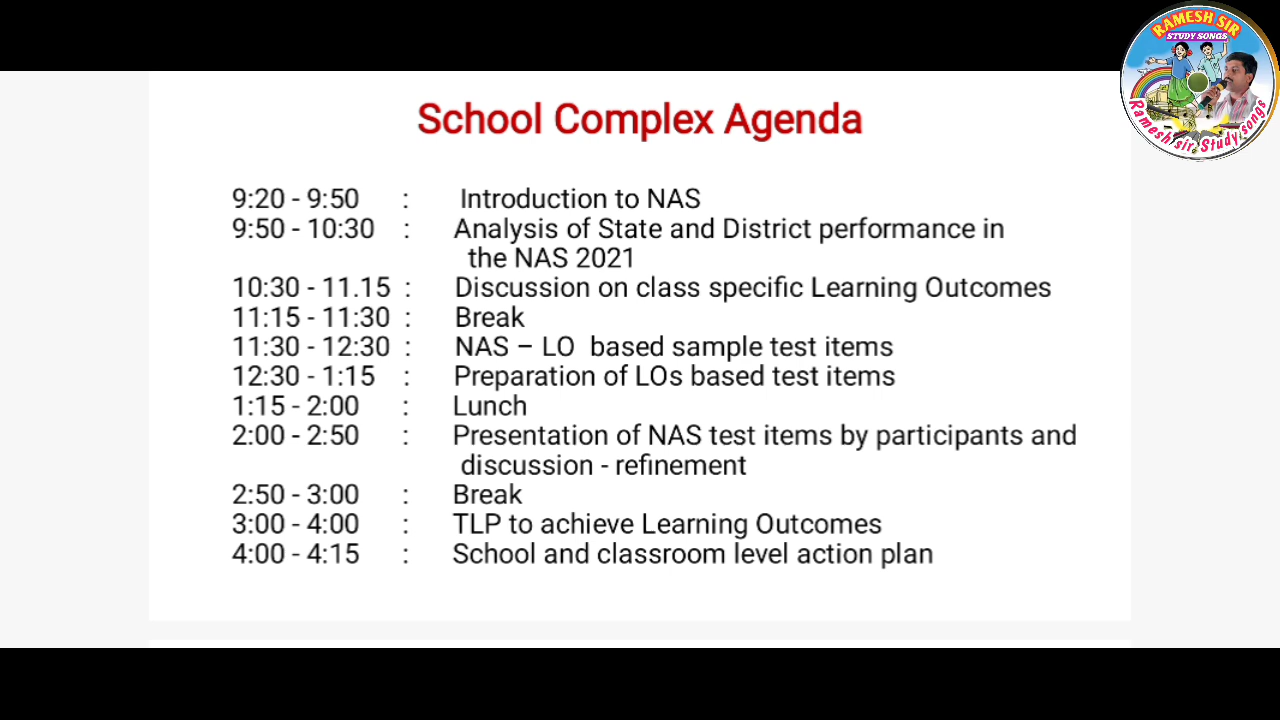 RAMESH SIR
STUDY SONGS
Ramesh sir. Study songs
School Complex Agenda
9:20 - 9:50 : Introduction to NAS
9:50 - 10:30 : Analysis of State and District performance in
the NAS 2021
10:30 - 11.15 : Discussion on class specific Learning Outcomes
11:15 - 11:30 : Break
11:30 - 12:30 : NAS – LO based sample test items
12:30 - 1:15 : Preparation of LOs based test items
1:15 - 2:00 : Lunch
2:00 - 2:50 : Presentation of NAS test items by participants and
discussion - refinement
2:50 - 3:00 : Break
3:00 - 4:00 : TLP to achieve Learning Outcomes
4:00 - 4:15 : School and classroom level action plan